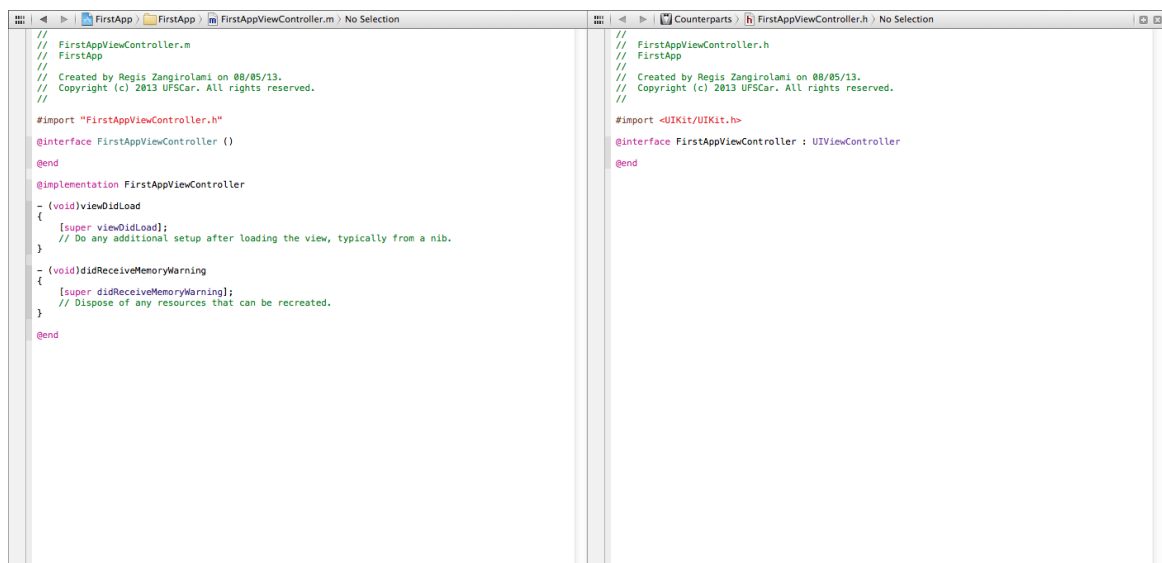 FirstApp FirstApp FirstAppViewController.m No Selection
//
//  FirstAppViewController.m
//  FirstApp
//
//  Created by Regis Zangirolami on 08/05/13.
//  Copyright (c) 2013 UFSCar. All rights reserved.
//
#import "FirstAppViewController.h"
@interface FirstAppViewController ()
@end
@implementation FirstAppViewController
- (void)viewDidLoad
{
    [super viewDidLoad];
    // Do any additional setup after loading the view, typically from a nib.
}
- (void)didReceiveMemoryWarning
{
    [super didReceiveMemoryWarning];
    // Dispose of any resources that can be recreated.
}
@end
Counterparts FirstAppViewController.h No Selection
//
//  FirstAppViewController.h
//  FirstApp
//
//  Created by Regis Zangirolami on 08/05/13.
//  Copyright (c) 2013 UFSCar. All rights reserved.
//
#import <UIKit/UIKit.h>
@interface FirstAppViewController : UIViewController
@end